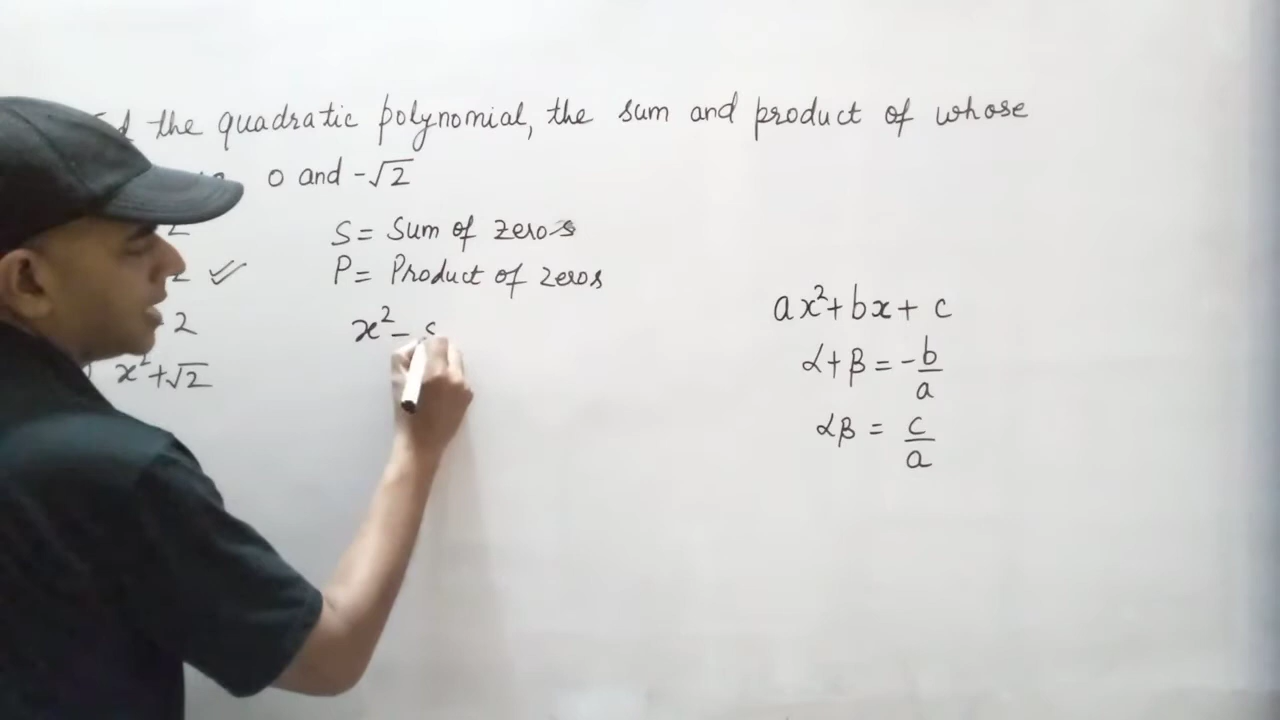 the quadratic polynomial, the sum and product of whose
0 and -√2
S = Sum of zeros
P = Product of zeros
x² - s
2
x² + √2
ax² + bx + c
α + β = -b/a
αβ = c/a